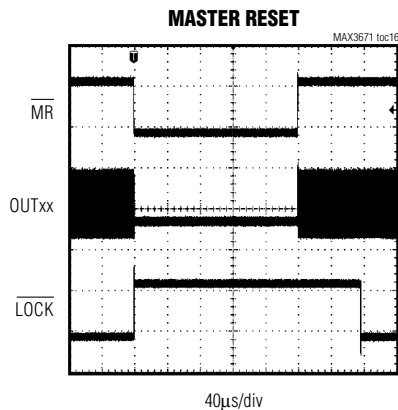 MASTER RESET
MAX3671 toc16
T
MR
OUTxx
LOCK
40μs/div